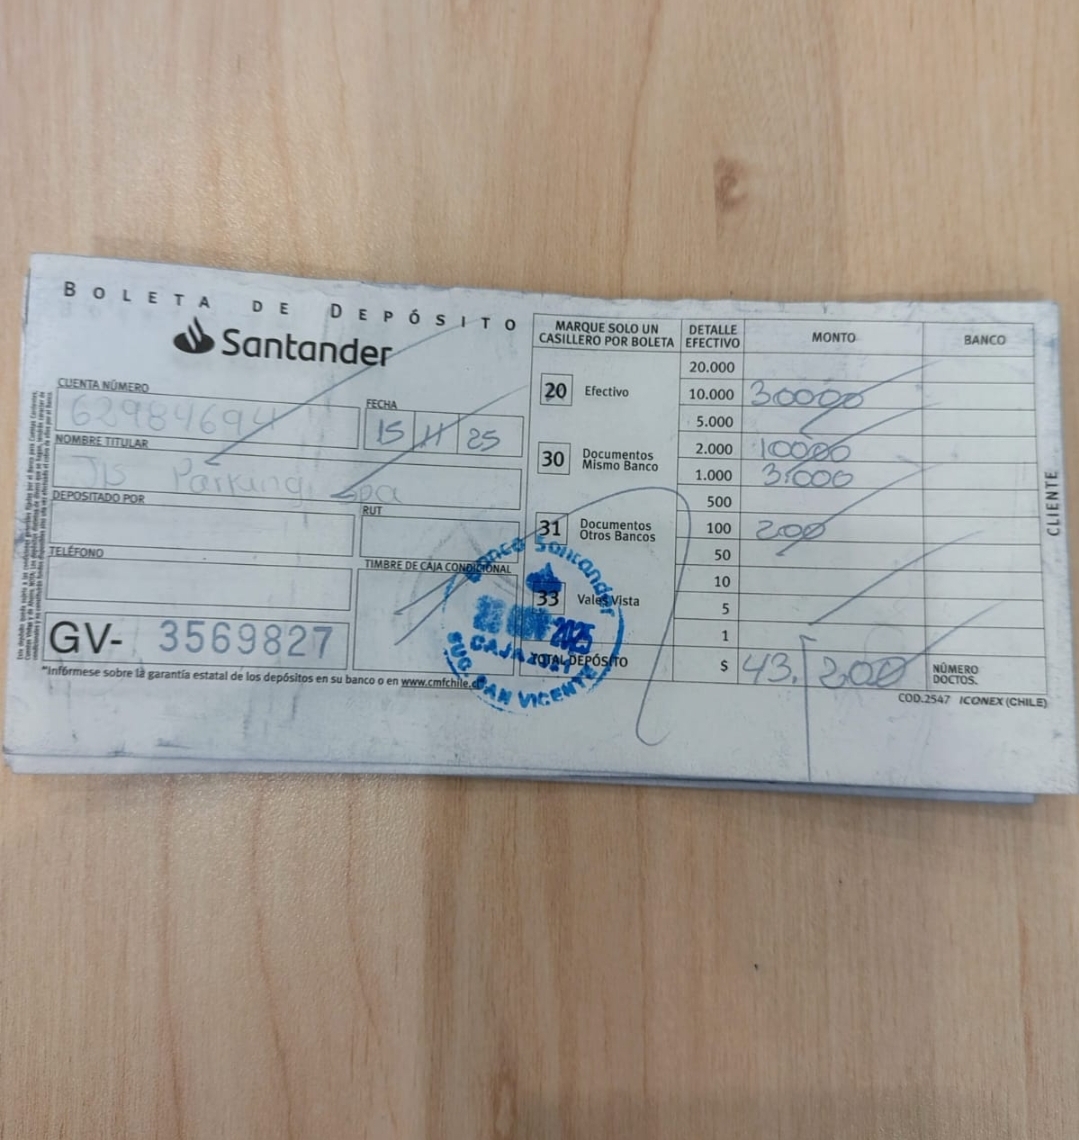 BOLETA DE DEPÓSITO
Santander
CUENTA NÚMERO
62984694
FECHA
15 11 25
NOMBRE TITULAR
Jis Parking Spa
DEPOSITADO POR
RUT
TELÉFONO
TIMBRE DE CAJA CONDICIONAL
GV- 3569827
*Infórmese sobre la garantía estatal de los depósitos en su banco o en www.cmfchile.cl
MARQUE SOLO UN
CASILLERO POR BOLETA
20 Efectivo
30 Documentos
Mismo Banco
31 Documentos
Otros Bancos
33 Vales Vista
TOTAL DEPÓSITO
DETALLE
EFECTIVO
MONTO
BANCO
20.000
10.000 30000
5.000
2.000 10000
1.000 3.000
500
100 200
50
10
5
1
$ 43.200
NÚMERO
DOCTOS.
COD.2547 ICONEX (CHILE)
CLIENTE
Banco Santander
NOV 2025
SUC. SAN VICENTE